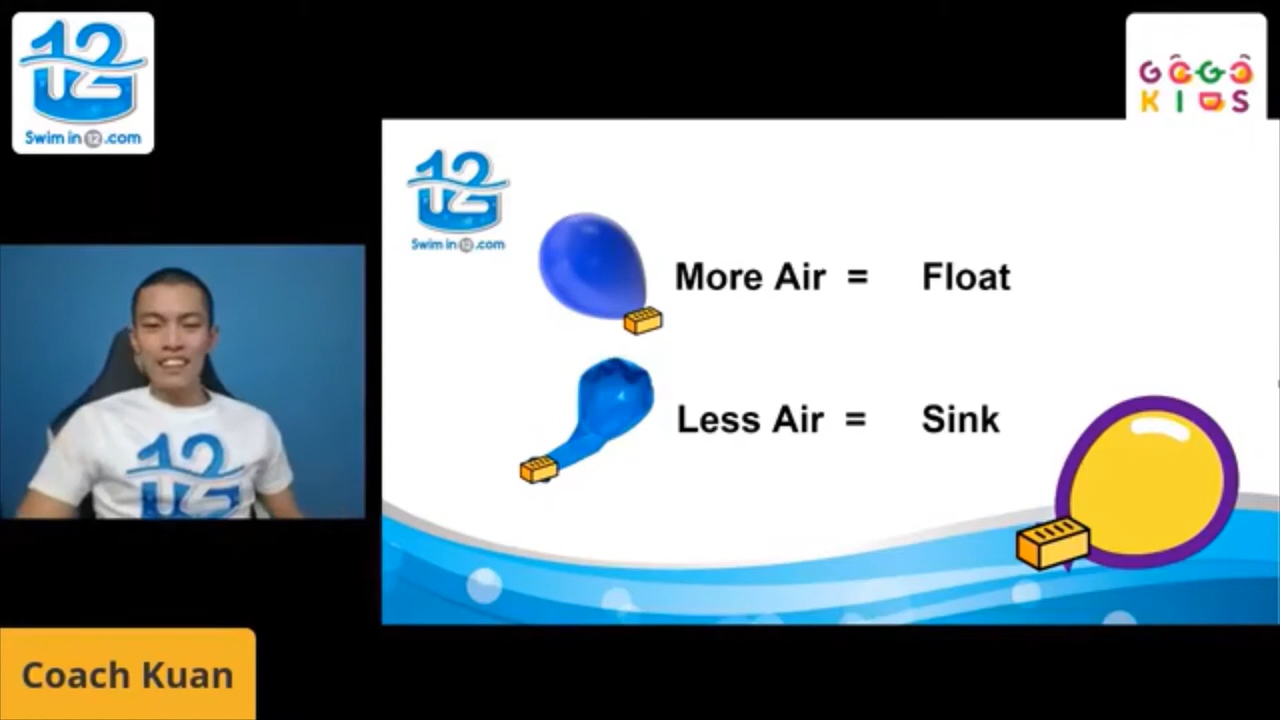 12
Swim in 12 .com
GOGO
KIDS
12
Swim in 12 .com
More Air = Float
Less Air = Sink
12
Coach Kuan